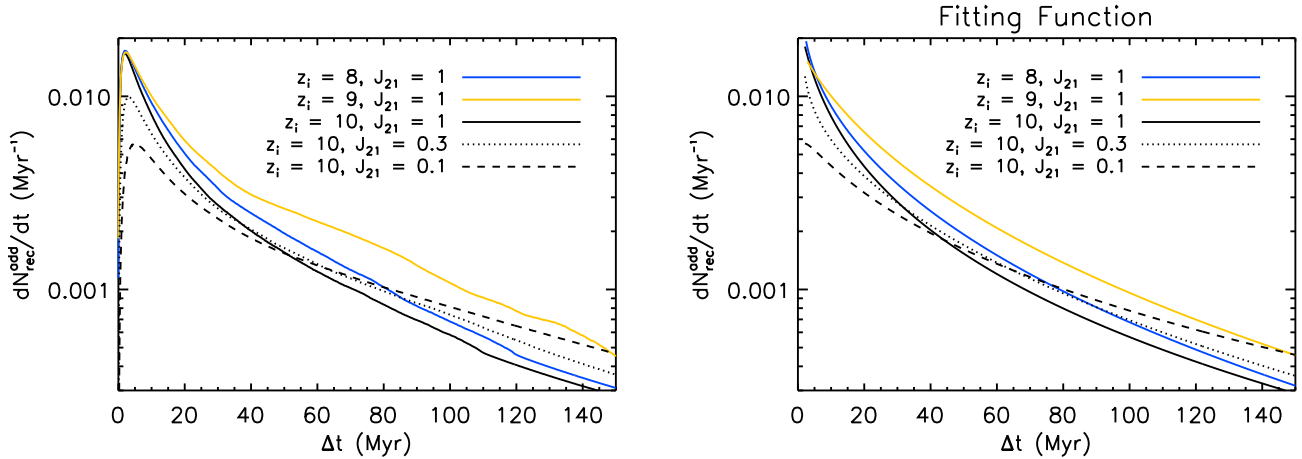 Fitting Function
z_i = 8, J_21 = 1
z_i = 9, J_21 = 1
z_i = 10, J_21 = 1
z_i = 10, J_21 = 0.3
z_i = 10, J_21 = 0.1
0.010
0.001
dN_rec^add/dt (Myr^-1)
0 20 40 60 80 100 120 140
Δt (Myr)
z_i = 8, J_21 = 1
z_i = 9, J_21 = 1
z_i = 10, J_21 = 1
z_i = 10, J_21 = 0.3
z_i = 10, J_21 = 0.1
0.010
0.001
dN_rec^add/dt (Myr^-1)
0 20 40 60 80 100 120 140
Δt (Myr)